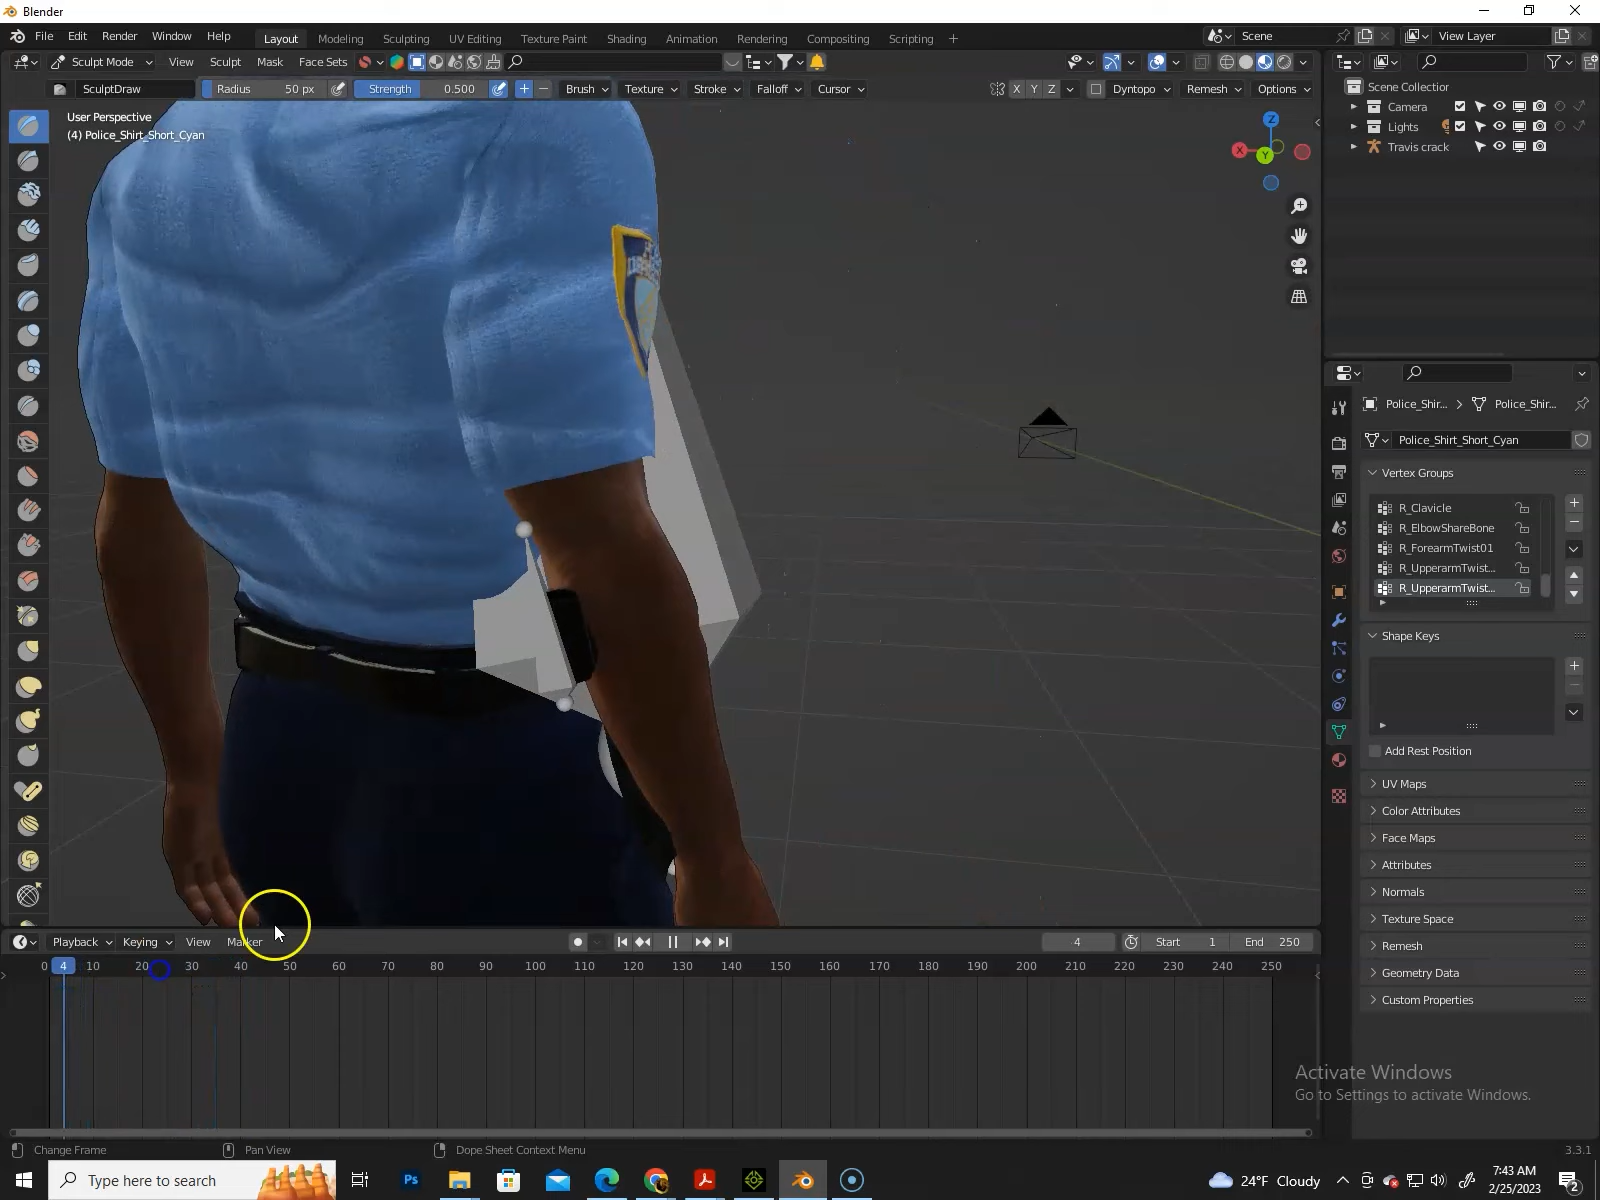 Blender
File Edit Render Window Help
Layout Modeling Sculpting UV Editing Texture Paint Shading Animation Rendering Compositing Scripting +
Scene
View Layer
Sculpt Mode View Sculpt Mask Face Sets
SculptDraw Radius 50 px Strength 0.500 + − Brush Texture Stroke Falloff Cursor X Y Z Dyntopo Remesh Options
User Perspective
(4) Police_Shirt_Short_Cyan
Z
X
Y
Scene Collectior
Camera
Lights
Travis crack
Police_Shir... > Police_Shir...
Police_Shirt_Short_Cyan
Vertex Groups
R_Clavicle
R_ElbowShareBone
R_ForearmTwist01
R_UpperarmTwist...
R_UpperarmTwist...
Shape Keys
Add Rest Position
UV Maps
Color Attributes
Face Maps
Attributes
Normals
Texture Space
Remesh
Geometry Data
Custom Properties
Playback Keying View Marker 4 Start 1 End 250
0 4 10 20 30 40 50 60 70 80 90 100 110 120 130 140 150 160 170 180 190 200 210 220 230 240 250
Activate Windows
Go to Settings to activate Windows.
Change Frame Pan View Dope Sheet Context Menu 3.3.1
Type here to search
Ps
24°F Cloudy
7:43 AM
2/25/2023
2